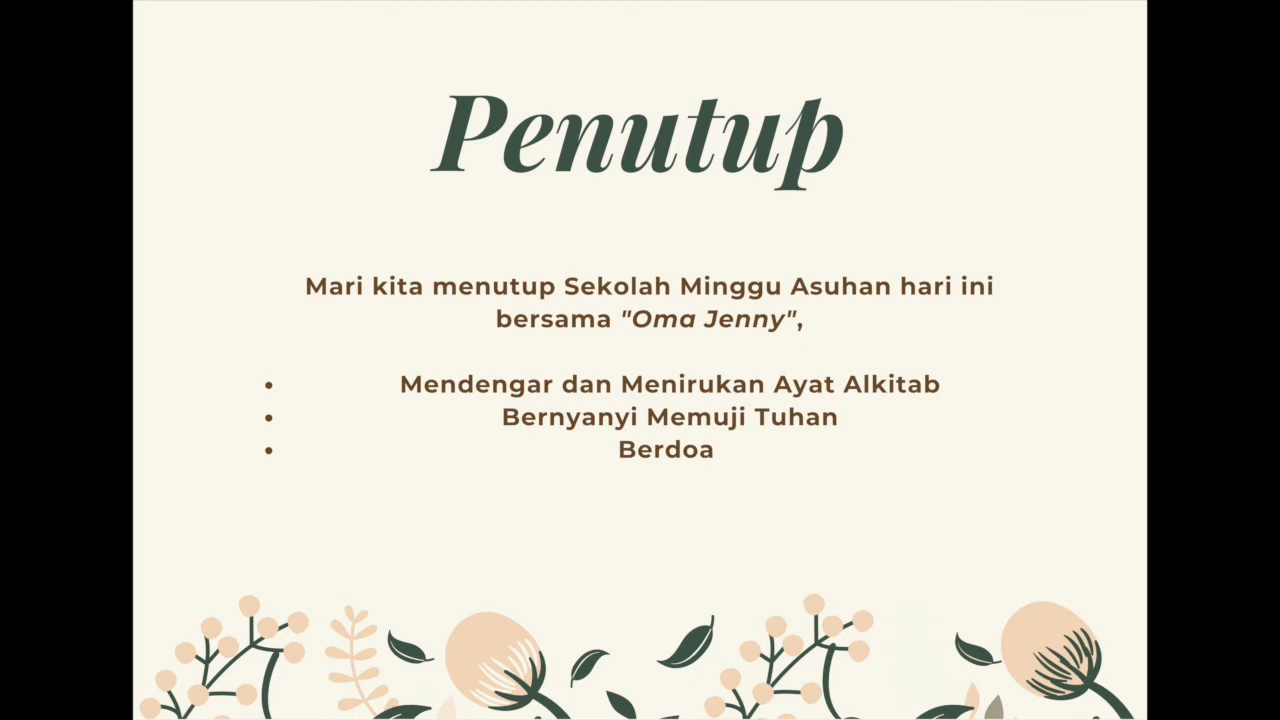 Penutup
Mari kita menutup Sekolah Minggu Asuhan hari ini
bersama "Oma Jenny",
• Mendengar dan Menirukan Ayat Alkitab
• Bernyanyi Memuji Tuhan
• Berdoa